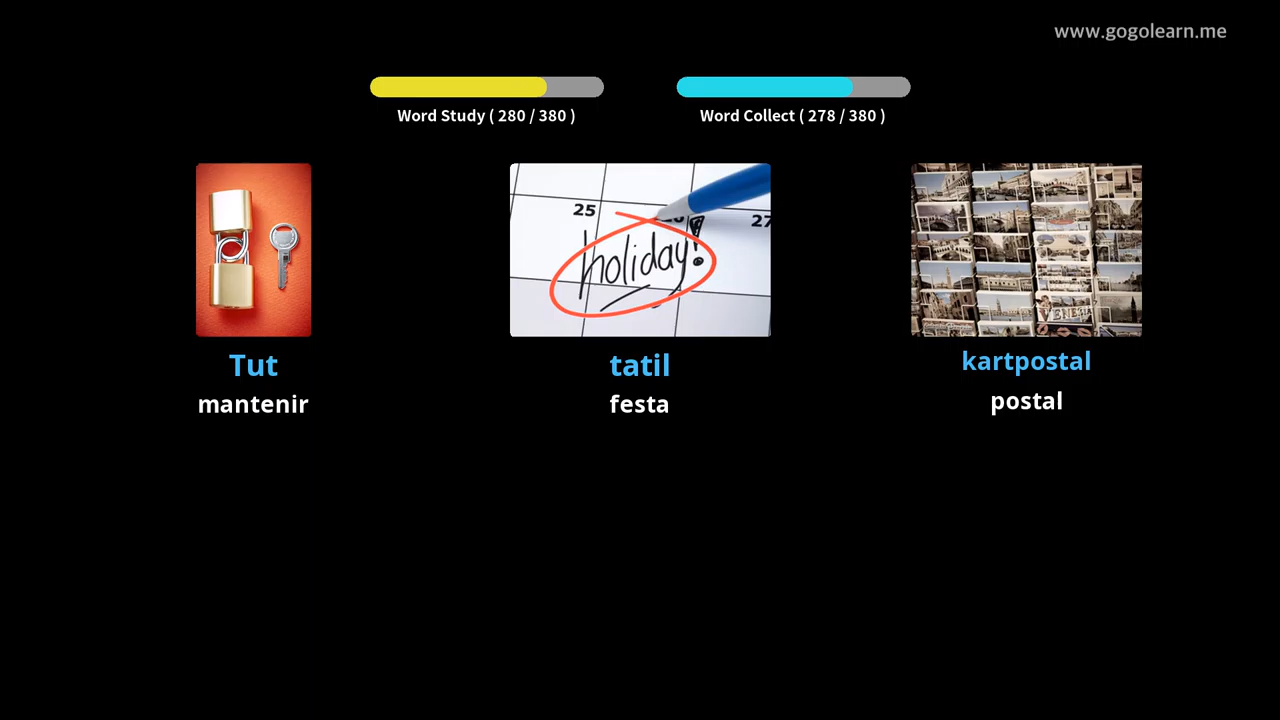 www.gogolearn.me
Word Study ( 280 / 380 )
Word Collect ( 278 / 380 )
25
27
holiday!
VENEZIA
Tut
tatil
kartpostal
mantenir
festa
postal